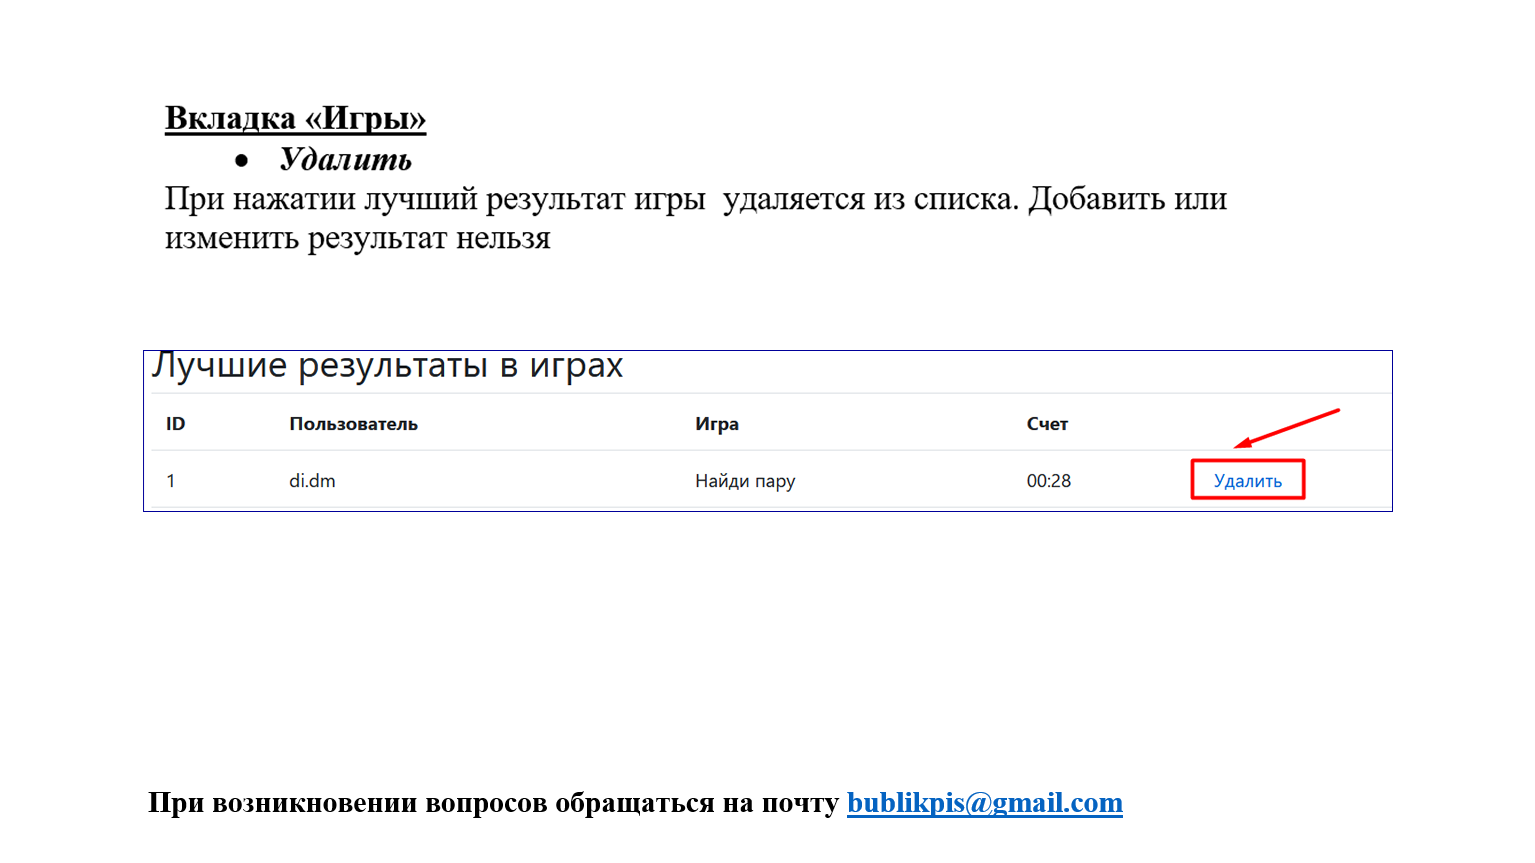 Вкладка «Игры»
• Удалить
При нажатии лучший результат игры  удаляется из списка. Добавить или
изменить результат нельзя
Лучшие результаты в играх
ID Пользователь Игра Счет
1 di.dm Найди пару 00:28 Удалить
При возникновении вопросов обращаться на почту bublikpis@gmail.com